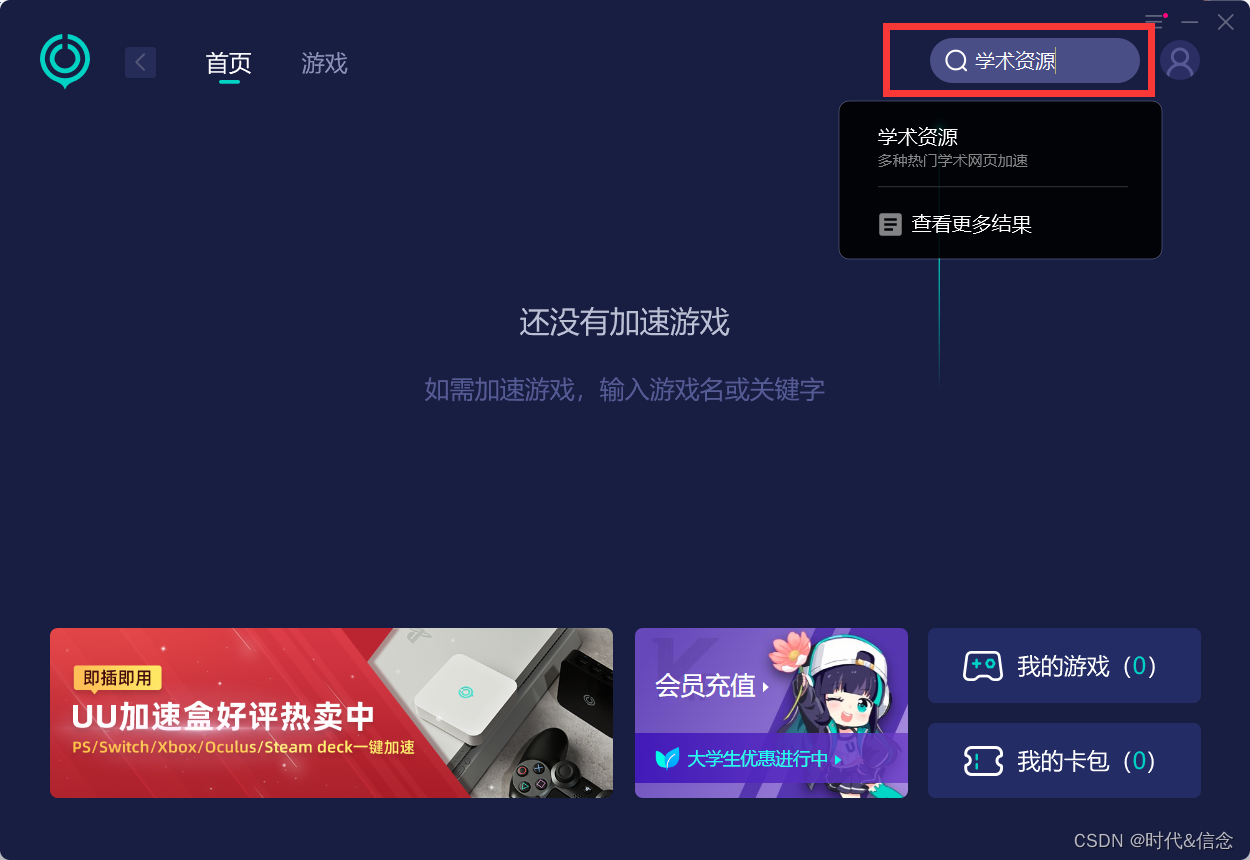 首页
游戏
学术资源
学术资源
多种热门学术网页加速
查看更多结果
还没有加速游戏
如需加速游戏，输入游戏名或关键字
即插即用
UU加速盒好评热卖中
PS/Switch/Xbox/Oculus/Steam deck一键加速
会员充值
大学生优惠进行中
我的游戏（0）
我的卡包（0）
CSDN @时代&信念